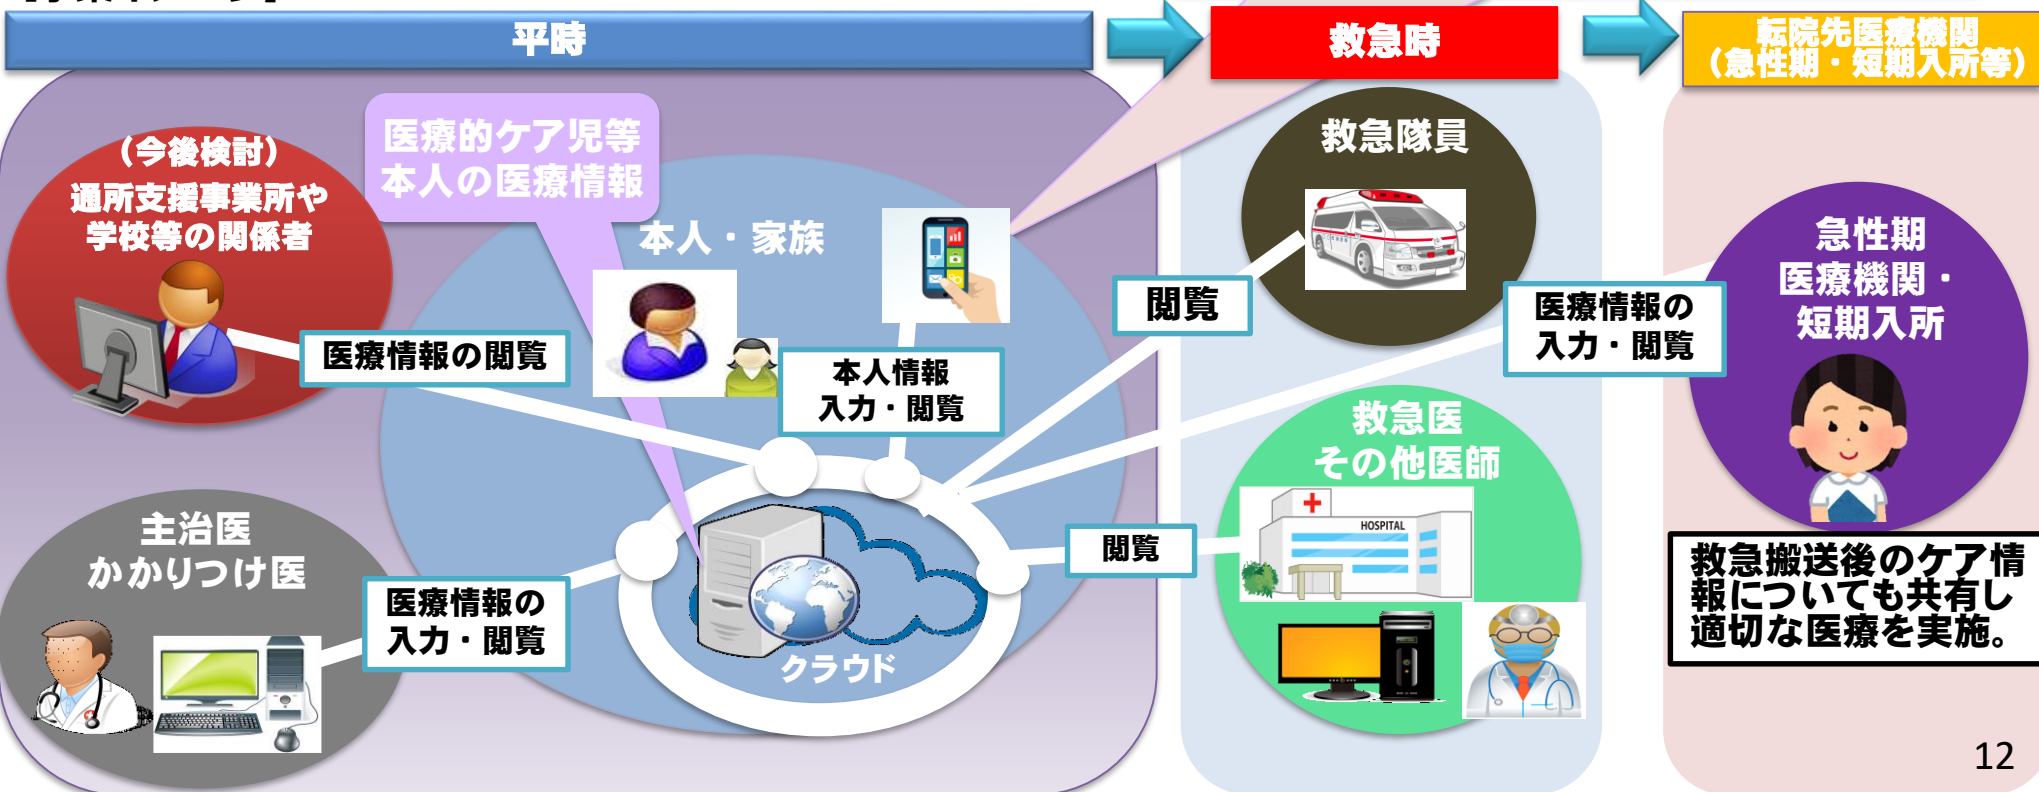 平時
救急時
転院先医療機関
（急性期・短期入所等）
（今後検討）
通所支援事業所や
学校等の関係者
医療的ケア児等
本人の医療情報
本人・家族
医療情報の閲覧
本人情報
入力・閲覧
主治医
かかりつけ医
医療情報の
入力・閲覧
クラウド
救急隊員
閲覧
救急医
その他医師
HOSPITAL
閲覧
医療情報の
入力・閲覧
急性期
医療機関・
短期入所
救急搬送後のケア情
報についても共有し
適切な医療を実施。
12